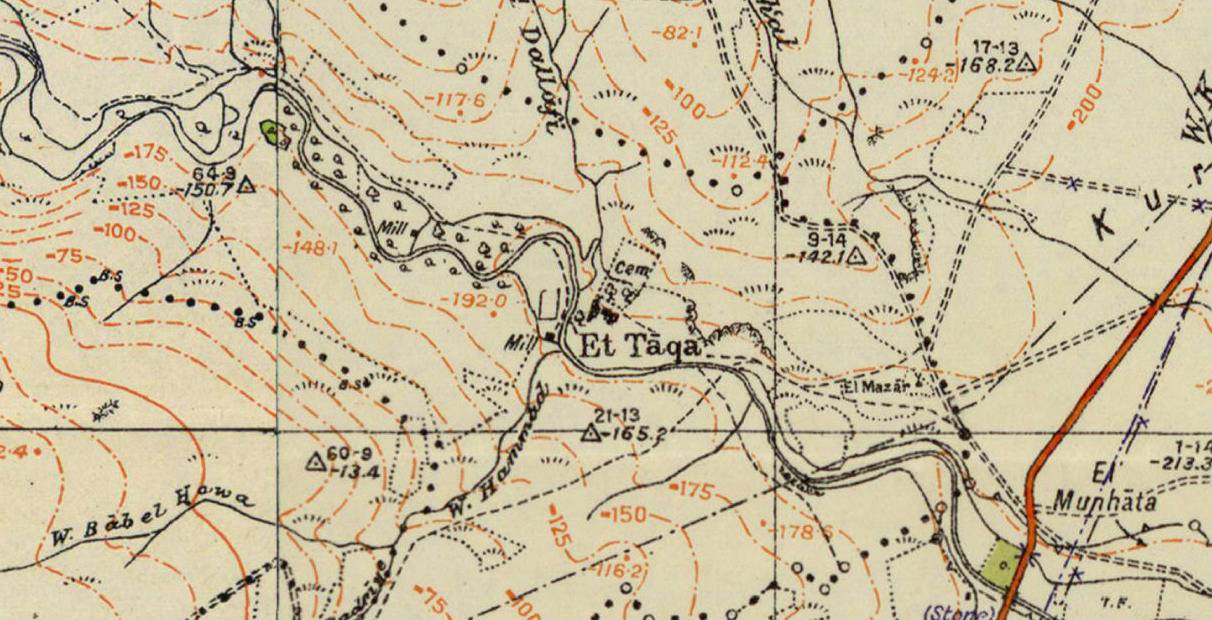 Dallāfi
-82·1
17-13
-168·2
-124·2
-117·6
-100
-200
-125
-175
-112·4
64-9
-150·7
-150
-125
-100
Mill
9-14
-142·1
-148·1
-75
Cem
B.S
-50
B.S
-192·0
B.S
Mill
Et Tāqa
B.S
El Mazār
W. Hammūd
21-13
-165·2
60-9
-13.4
1-14
-213.3
El
Munhāta
-175
W. Bāb el Hawa
-150
-125
-178·6
-116·2
-75
-100
T.F.
(Stone)